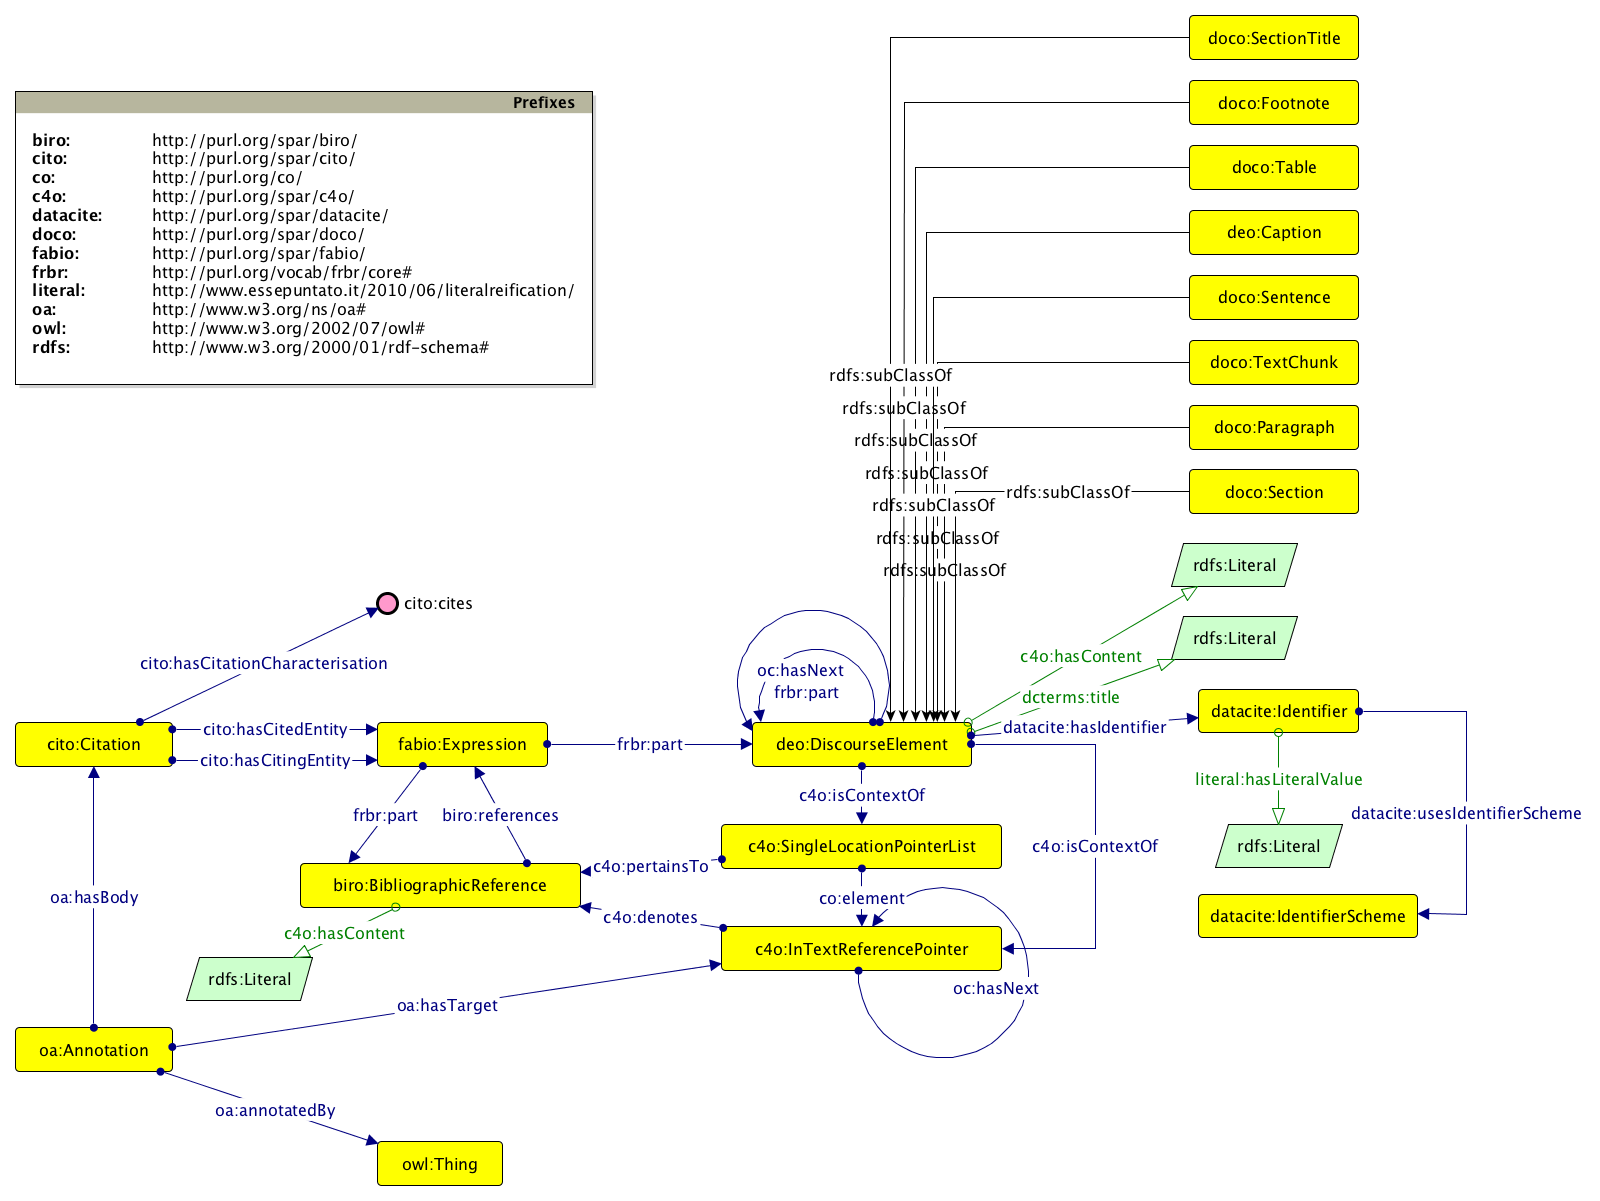 doco:SectionTitle
Prefixes
doco:Footnote
biro: http://purl.org/spar/biro/
cito: http://purl.org/spar/cito/
co: http://purl.org/co/
c4o: http://purl.org/spar/c4o/
datacite: http://purl.org/spar/datacite/
doco: http://purl.org/spar/doco/
fabio: http://purl.org/spar/fabio/
frbr: http://purl.org/vocab/frbr/core#
literal: http://www.essepuntato.it/2010/06/literalreification/
oa: http://www.w3.org/ns/oa#
owl: http://www.w3.org/2002/07/owl#
rdfs: http://www.w3.org/2000/01/rdf-schema#
doco:Table
deo:Caption
doco:Sentence
doco:TextChunk
rdfs:subClassOf
rdfs:subClassOf
doco:Paragraph
rdfs:subClassOf
rdfs:subClassOf
rdfs:subClassOf
doco:Section
rdfs:subClassOf
rdfs:subClassOf
rdfs:subClassOf
rdfs:Literal
cito:cites
rdfs:Literal
cito:hasCitationCharacterisation
c4o:hasContent
oc:hasNext
frbr:part
dcterms:title
datacite:Identifier
datacite:hasIdentifier
cito:hasCitedEntity
cito:Citation
fabio:Expression
frbr:part
deo:DiscourseElement
cito:hasCitingEntity
literal:hasLiteralValue
c4o:isContextOf
frbr:part
biro:references
datacite:usesIdentifierScheme
c4o:SingleLocationPointerList
c4o:isContextOf
rdfs:Literal
c4o:pertainsTo
biro:BibliographicReference
oa:hasBody
co:element
c4o:denotes
datacite:IdentifierScheme
c4o:hasContent
c4o:InTextReferencePointer
rdfs:Literal
oc:hasNext
oa:hasTarget
oa:Annotation
oa:annotatedBy
owl:Thing